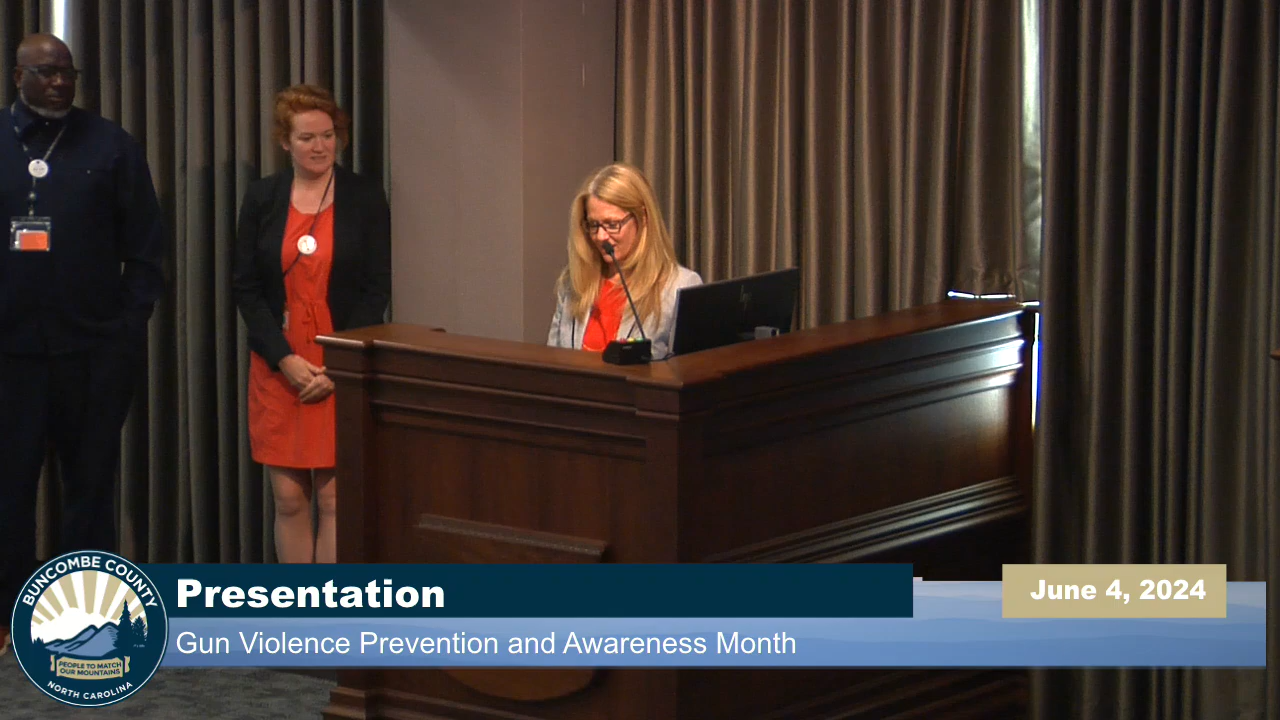 Presentation
June 4, 2024
Gun Violence Prevention and Awareness Month
BUNCOMBE COUNTY
PEOPLE TO MATCH
OUR MOUNTAINS
NORTH CAROLINA
hp